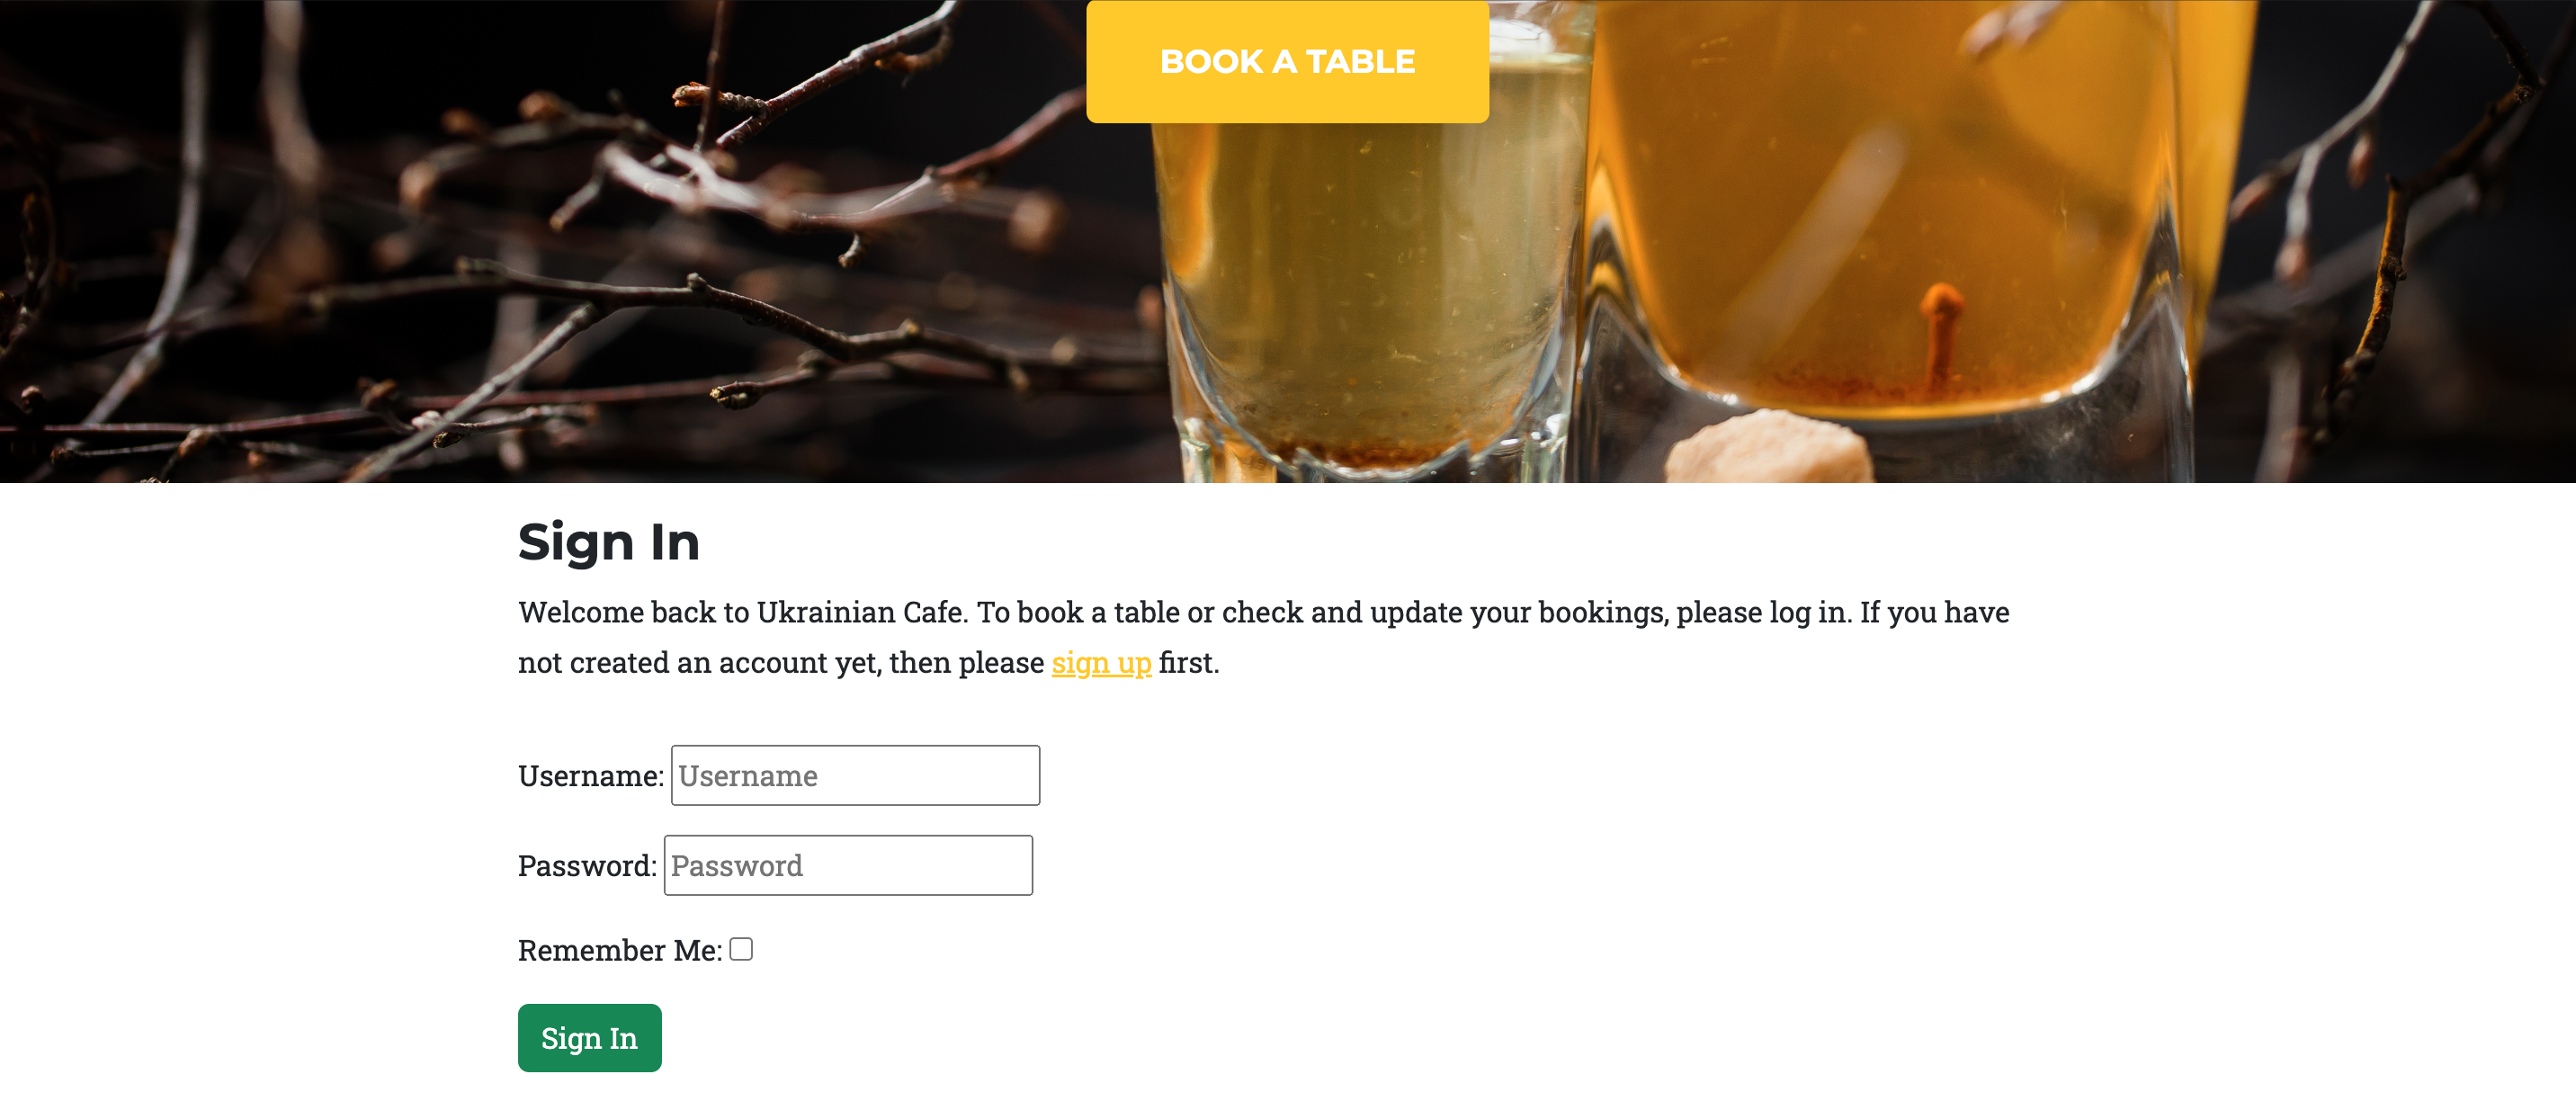 BOOK A TABLE
Sign In
Welcome back to Ukrainian Cafe. To book a table or check and update your bookings, please log in. If you have
not created an account yet, then please sign up first.
Username: Username
Password: Password
Remember Me:
Sign In